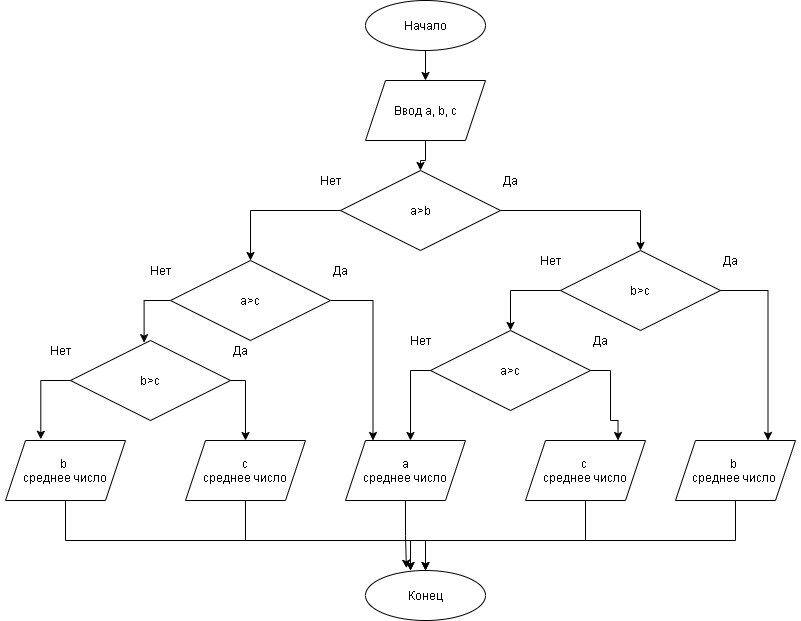 Начало
Ввод a, b, c
Нет
Да
a>b
Нет
Да
Нет
Да
b>c
a>c
Нет
Да
Нет
Да
a>c
b>c
b
среднее число
c
среднее число
a
среднее число
c
среднее число
b
среднее число
Конец